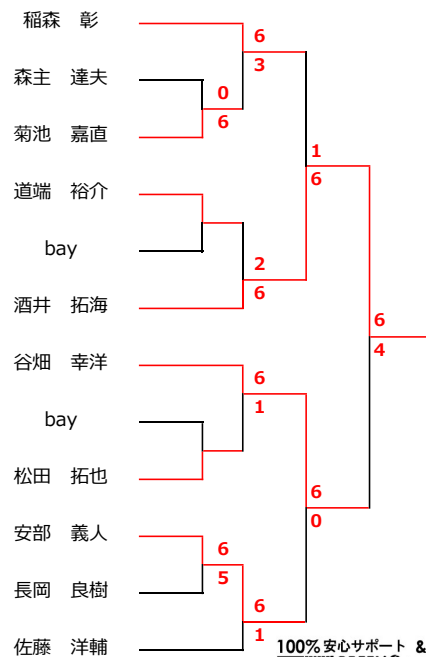 稲森 彰
6
森主 達夫
3
0
6
菊池 嘉直
1
道端 裕介
6
bay
2
酒井 拓海
6
6
谷畑 幸洋
4
6
1
bay
松田 拓也
6
0
安部 義人
6
5
長岡 良樹
6
佐藤 洋輔
1
100%安心サポート &